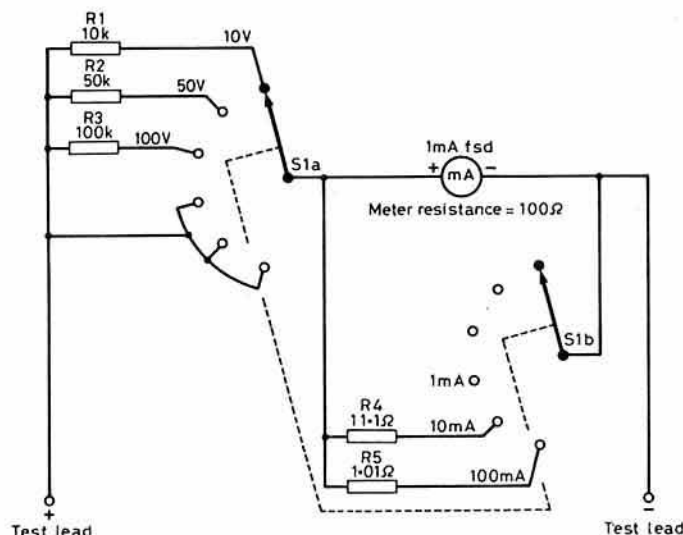 R1
10k
10V
R2
50k
50V
R3
100k
100V
S1a
1mA fsd
+ mA -
Meter resistance = 100Ω
S1b
1mA
R4
11·1Ω
10mA
R5
1·01Ω
100mA
+
Test lead
-
Test lead